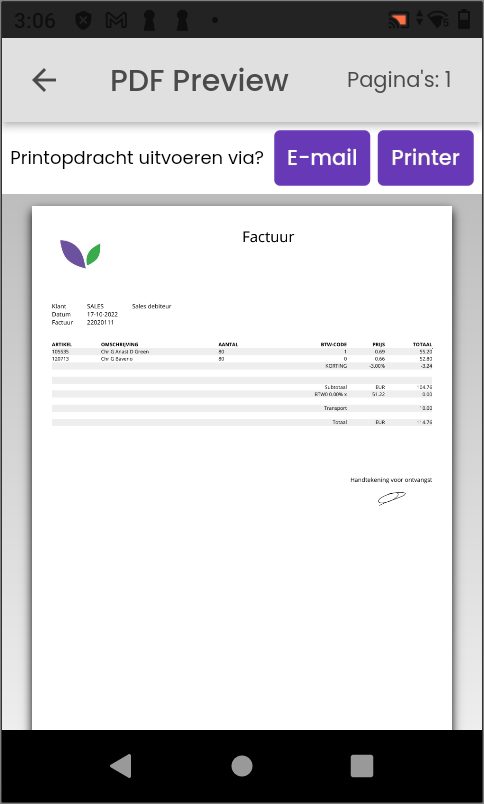 3:06
PDF Preview Pagina's: 1
Printopdracht uitvoeren via? E-mail Printer
Factuur
Klant SALES Sales debiteur
Datum 17-10-2022
Factuur 22020111
ARTIKEL OMSCHRIJVING AANTAL BTW-CODE PRIJS TOTAAL
105535 Chr G Anast D Green 80 1 0.69 55.20
120713 Chr G Baveno 80 0 0.66 52.80
KORTING -3.00% -3.24
Subtotaal EUR 104.76
BTW0 0.00% x 51.22 0.00
Transport 10.00
Totaal EUR 114.76
Handtekening voor ontvangst